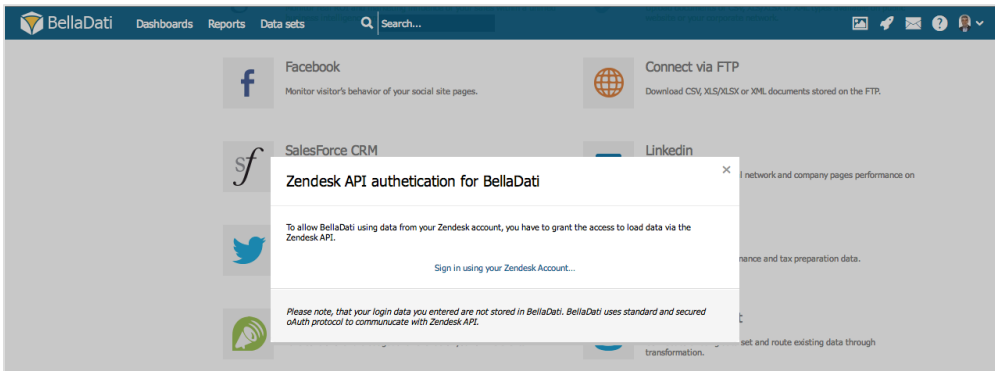 BellaDati Dashboards Reports Data sets Search...
Facebook
Monitor visitor's behavior of your social site pages.
Connect via FTP
Download CSV, XLS/XLSX or XML documents stored on the FTP.
SalesForce CRM
Linkedin
network and company pages performance on
Zendesk API authetication for BellaDati
To allow BellaDati using data from your Zendesk account, you have to grant the access to load data via the
Zendesk API.
Sign in using your Zendesk Account...
and tax preparation data.
Please note, that your login data you entered are not stored in BellaDati. BellaDati uses standard and secured
oAuth protocol to communucate with Zendesk API.
set and route existing data through
transformation.